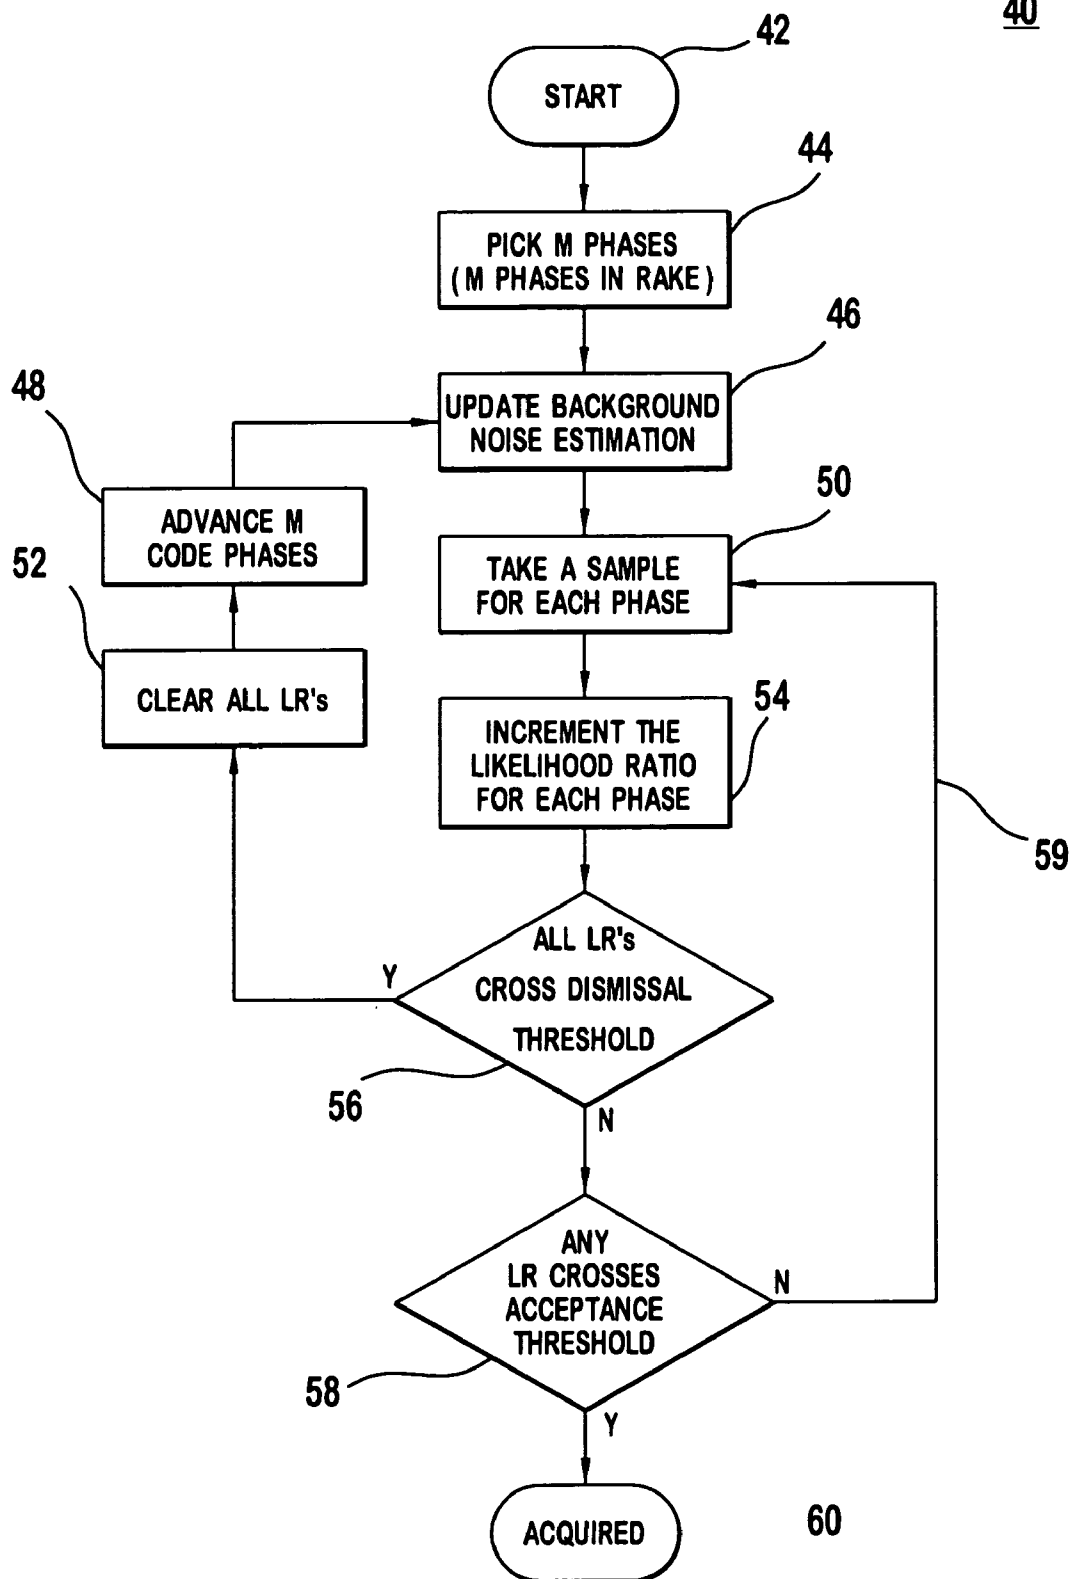 40
42
START
44
PICK M PHASES
(M PHASES IN RAKE)
46
48
UPDATE BACKGROUND
NOISE ESTIMATION
50
ADVANCE M
CODE PHASES
52
TAKE A SAMPLE
FOR EACH PHASE
CLEAR ALL LR's
54
INCREMENT THE
LIKELIHOOD RATIO
FOR EACH PHASE
59
ALL LR's
Y
CROSS DISMISSAL
THRESHOLD
56
N
ANY
LR CROSSES
N
ACCEPTANCE
THRESHOLD
58
Y
ACQUIRED
60